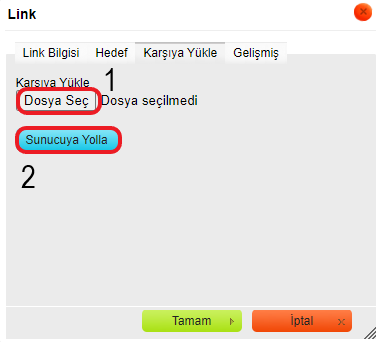 Link
Link Bilgisi Hedef Karşıya Yükle Gelişmiş
Karşıya Yükle 1
Dosya Seç Dosya seçilmedi
Sunucuya Yolla
2
Tamam İptal